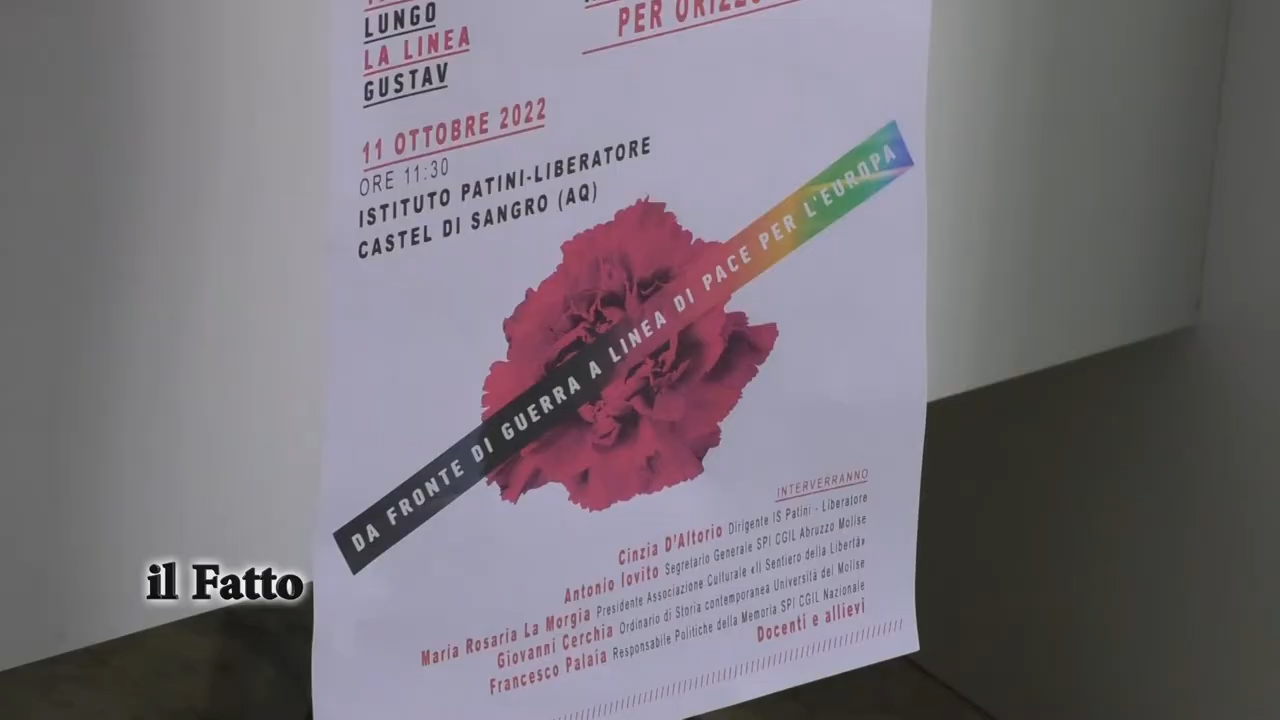 LUNGO
LA LINEA
GUSTAV
PER
11 OTTOBRE 2022
ORE 11:30
ISTITUTO PATINI-LIBERATORE
CASTEL DI SANGRO (AQ)
DA FRONTE DI GUERRA A LINEA DI PACE PER L'EUROPA
INTERVERRANNO
Cinzia D'Altorio Dirigente IS Patini - Liberatore
Antonio Iovito Segretario Generale SPI CGIL Abruzzo Molise
Maria Rosaria La Morgia Presidente Associazione Culturale «Il Sentiero della Libertà»
Giovanni Cerchia Ordinario di Storia contemporanea Università del Molise
Francesco Palaia Responsabile Politiche della Memoria SPI CGIL Nazionale
Docenti e allievi
il Fatto